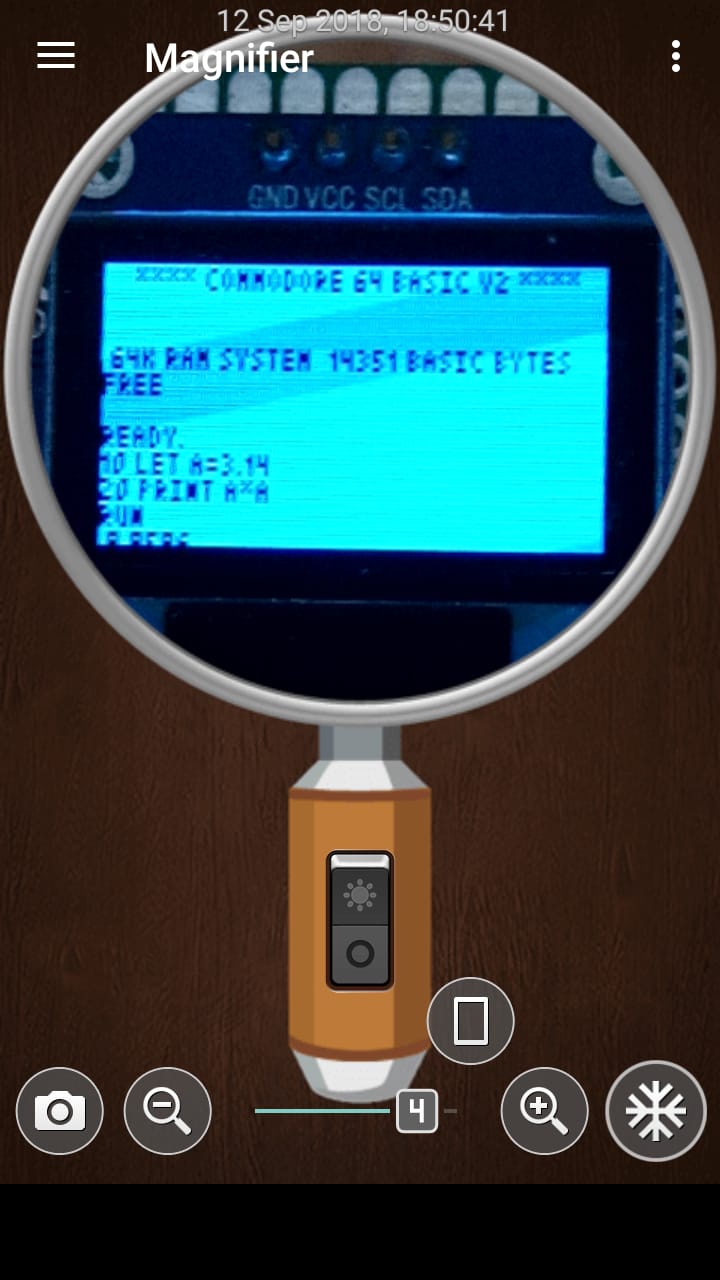 12 Sep 2018, 18:50:41
Magnifier
GND VCC SCL SDA
**** COMMODORE 64 BASIC V2 ****
64K RAM SYSTEM 14351 BASIC BYTES
FREE
READY.
10 LET A=3.14
20 PRINT A*A
RUN
4